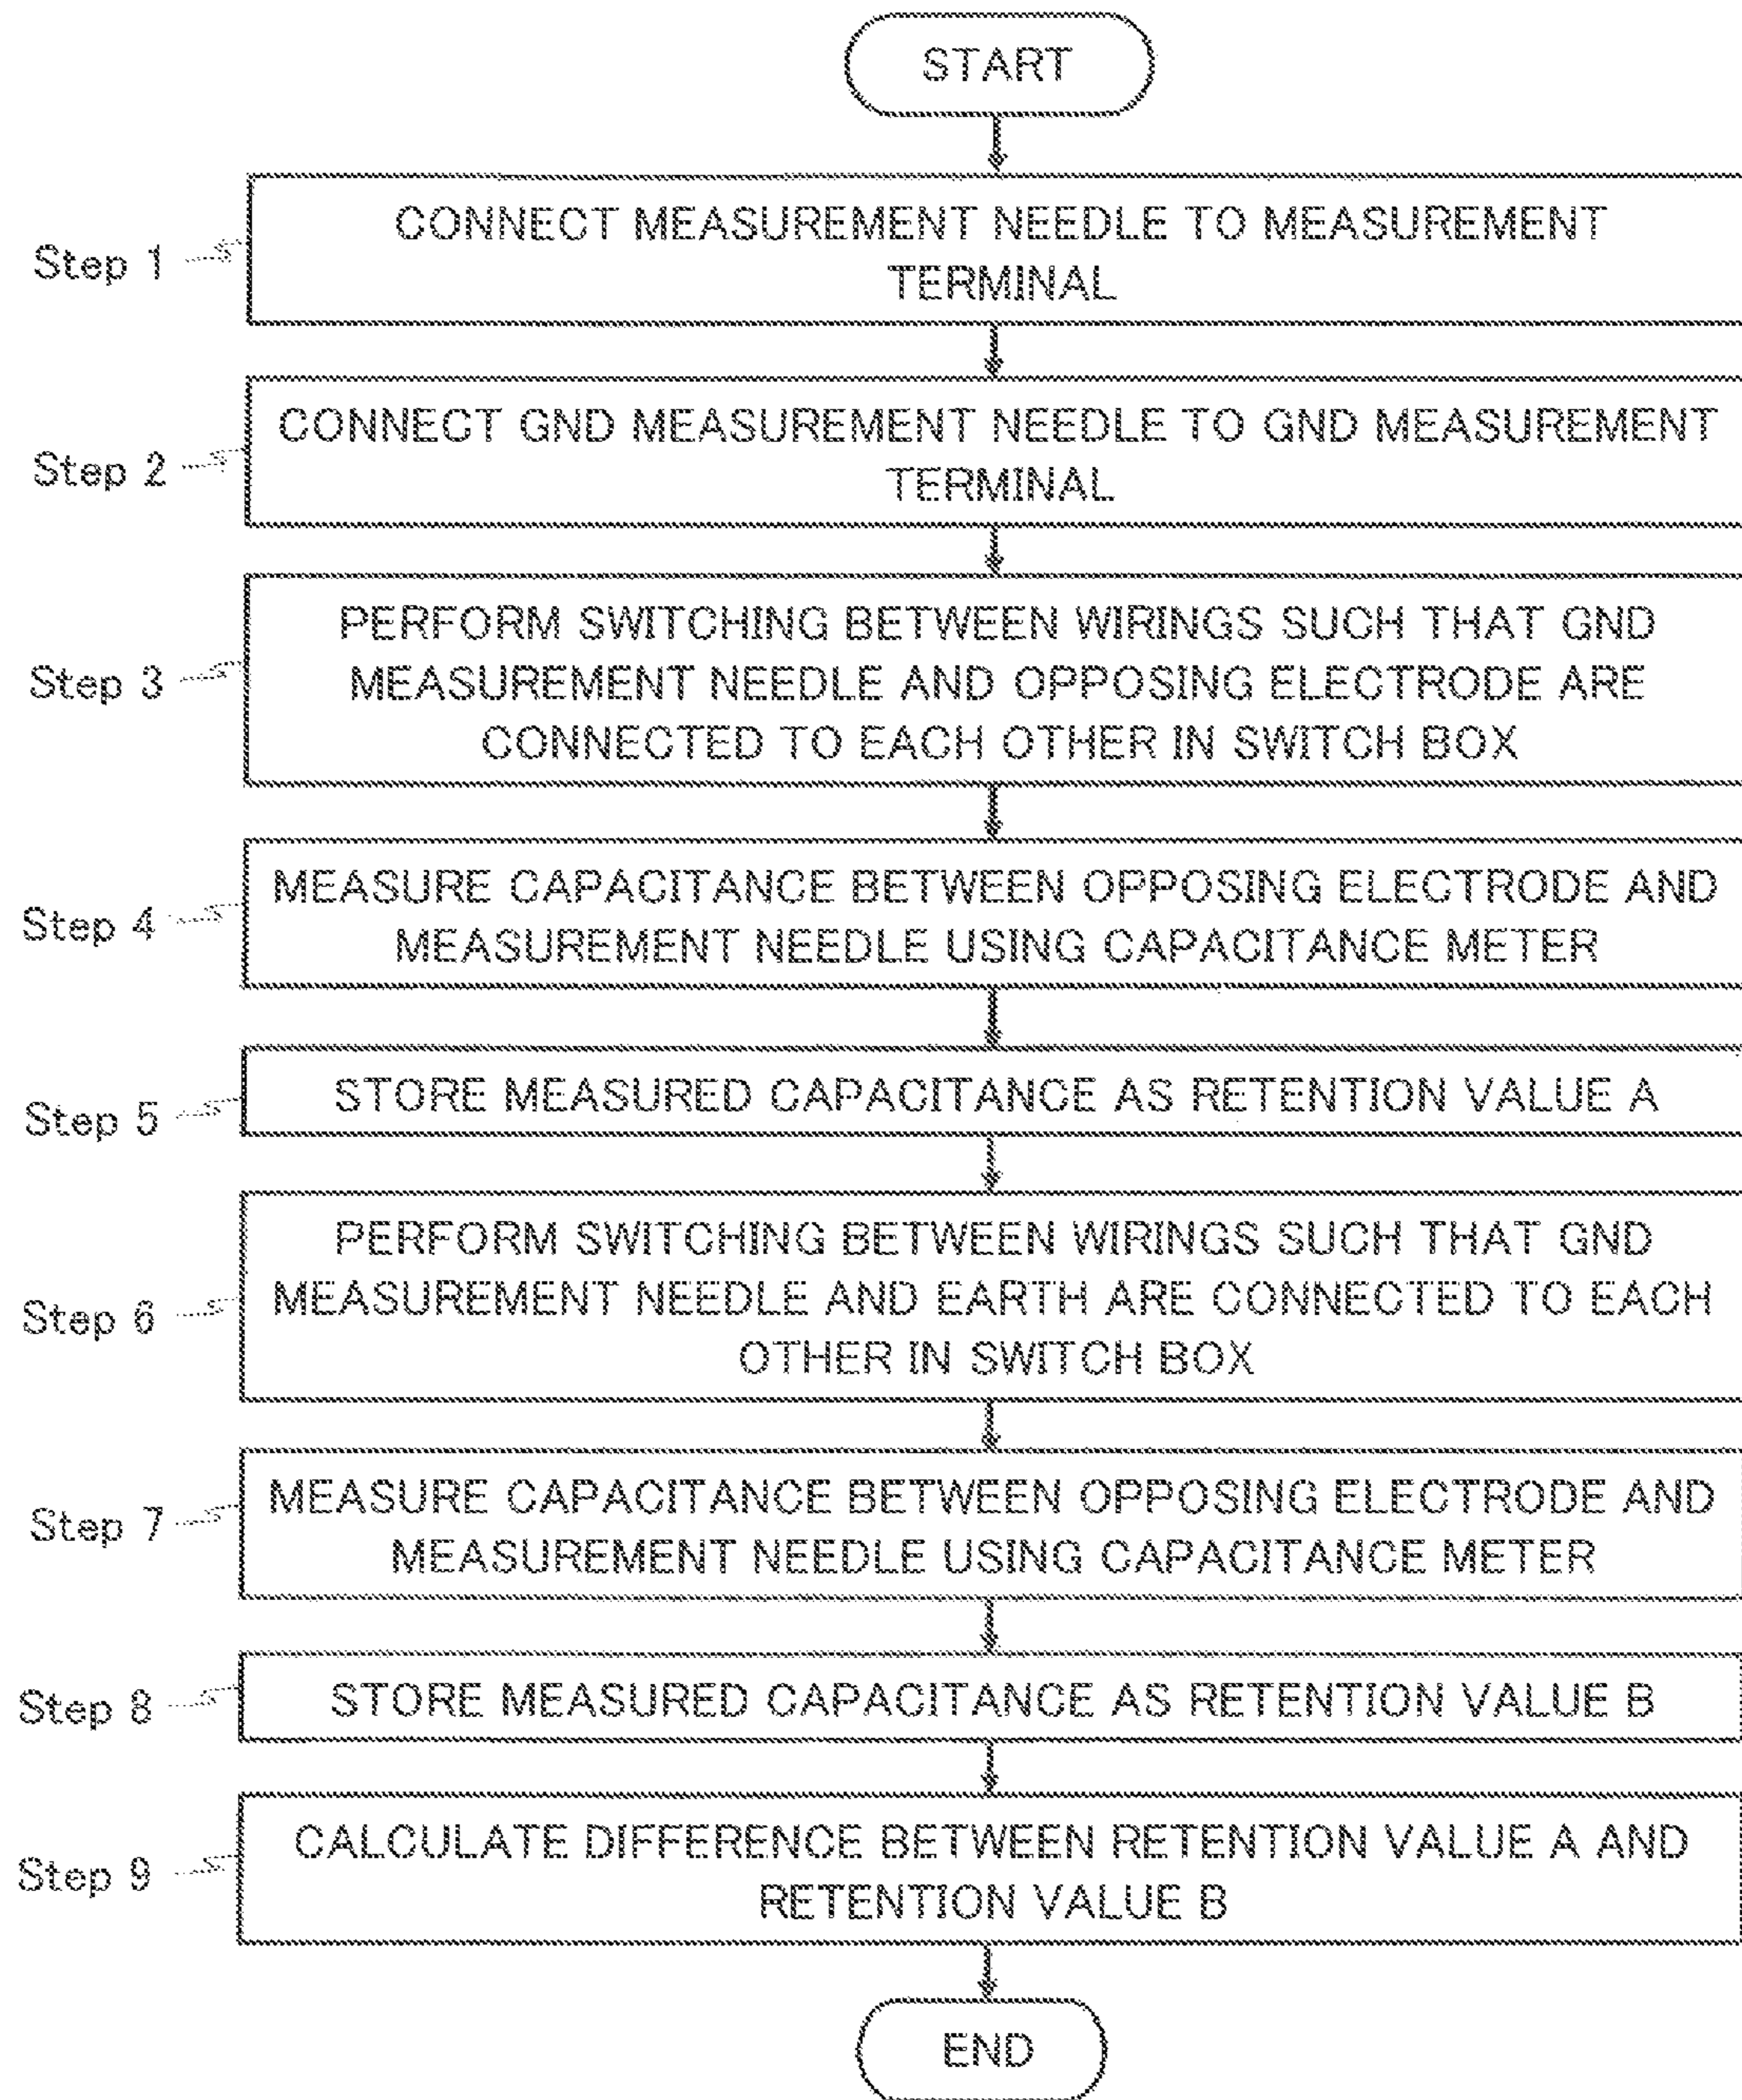 START
Step 1
CONNECT MEASUREMENT NEEDLE TO MEASUREMENT
TERMINAL
Step 2
CONNECT GND MEASUREMENT NEEDLE TO GND MEASUREMENT
TERMINAL
Step 3
PERFORM SWITCHING BETWEEN WIRINGS SUCH THAT GND
MEASUREMENT NEEDLE AND OPPOSING ELECTRODE ARE
CONNECTED TO EACH OTHER IN SWITCH BOX
Step 4
MEASURE CAPACITANCE BETWEEN OPPOSING ELECTRODE AND
MEASUREMENT NEEDLE USING CAPACITANCE METER
Step 5
STORE MEASURED CAPACITANCE AS RETENTION VALUE A
Step 6
PERFORM SWITCHING BETWEEN WIRINGS SUCH THAT GND
MEASUREMENT NEEDLE AND EARTH ARE CONNECTED TO EACH
OTHER IN SWITCH BOX
Step 7
MEASURE CAPACITANCE BETWEEN OPPOSING ELECTRODE AND
MEASUREMENT NEEDLE USING CAPACITANCE METER
Step 8
STORE MEASURED CAPACITANCE AS RETENTION VALUE B
Step 9
CALCULATE DIFFERENCE BETWEEN RETENTION VALUE A AND
RETENTION VALUE B
END